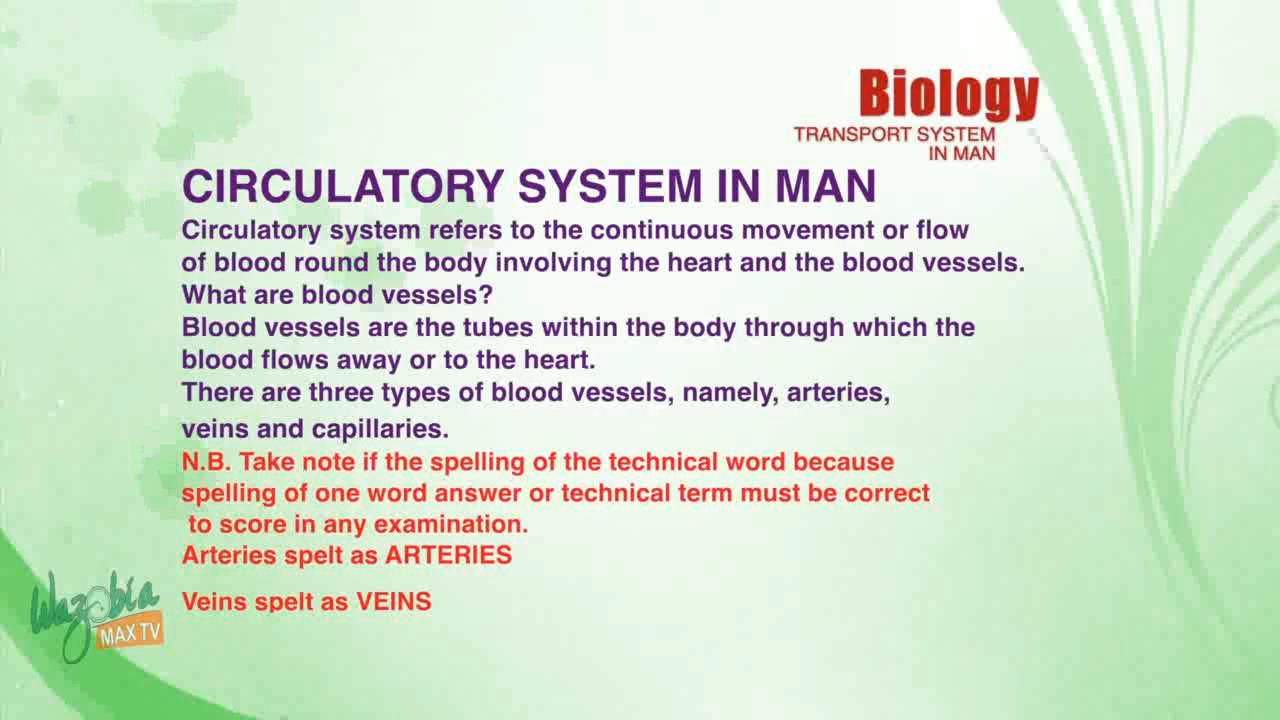 Biology
TRANSPORT SYSTEM
IN MAN
CIRCULATORY SYSTEM IN MAN
Circulatory system refers to the continuous movement or flow
of blood round the body involving the heart and the blood vessels.
What are blood vessels?
Blood vessels are the tubes within the body through which the
blood flows away or to the heart.
There are three types of blood vessels, namely, arteries,
veins and capillaries.
N.B. Take note if the spelling of the technical word because
spelling of one word answer or technical term must be correct
to score in any examination.
Arteries spelt as ARTERIES
Veins spelt as VEINS
Wazobia
MAX TV